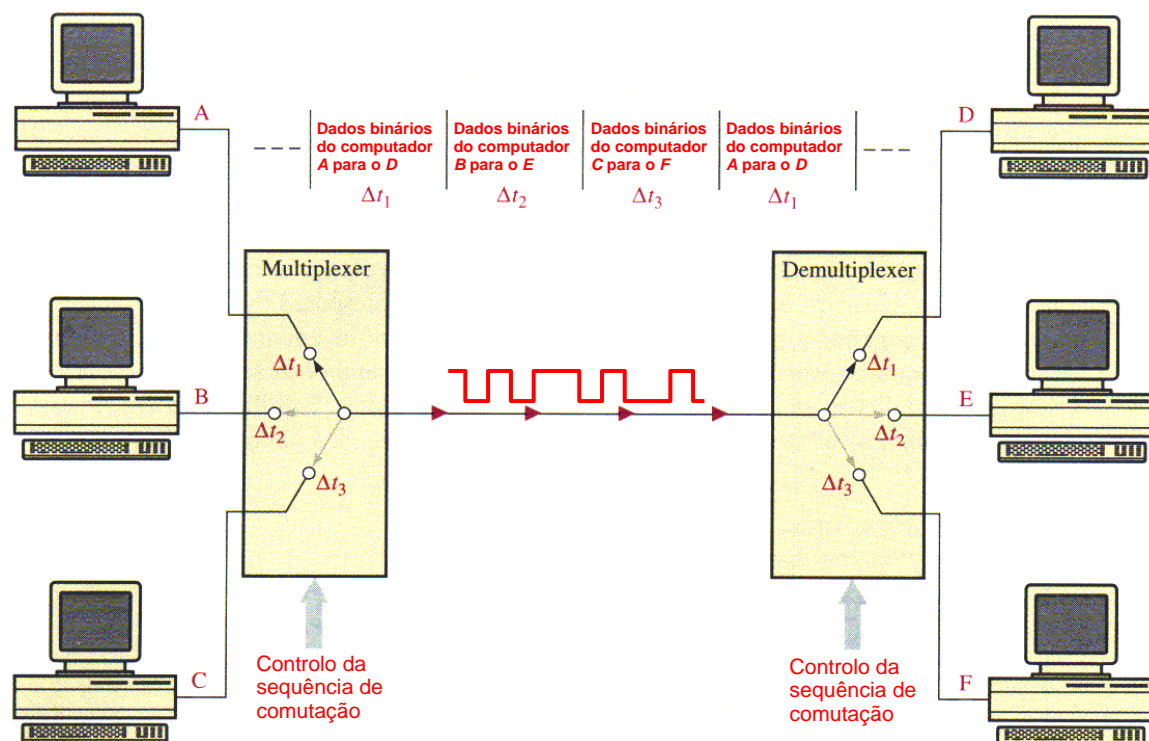 A
D
Dados binários
do computador
A para o D
Δt1
Dados binários
do computador
B para o E
Δt2
Dados binários
do computador
C para o F
Δt3
Dados binários
do computador
A para o D
Δt1
Multiplexer
Demultiplexer
Δt1
Δt1
B
E
Δt2
Δt2
Δt3
Δt3
C
F
Controlo da
sequência de
comutação
Controlo da
sequência de
comutação